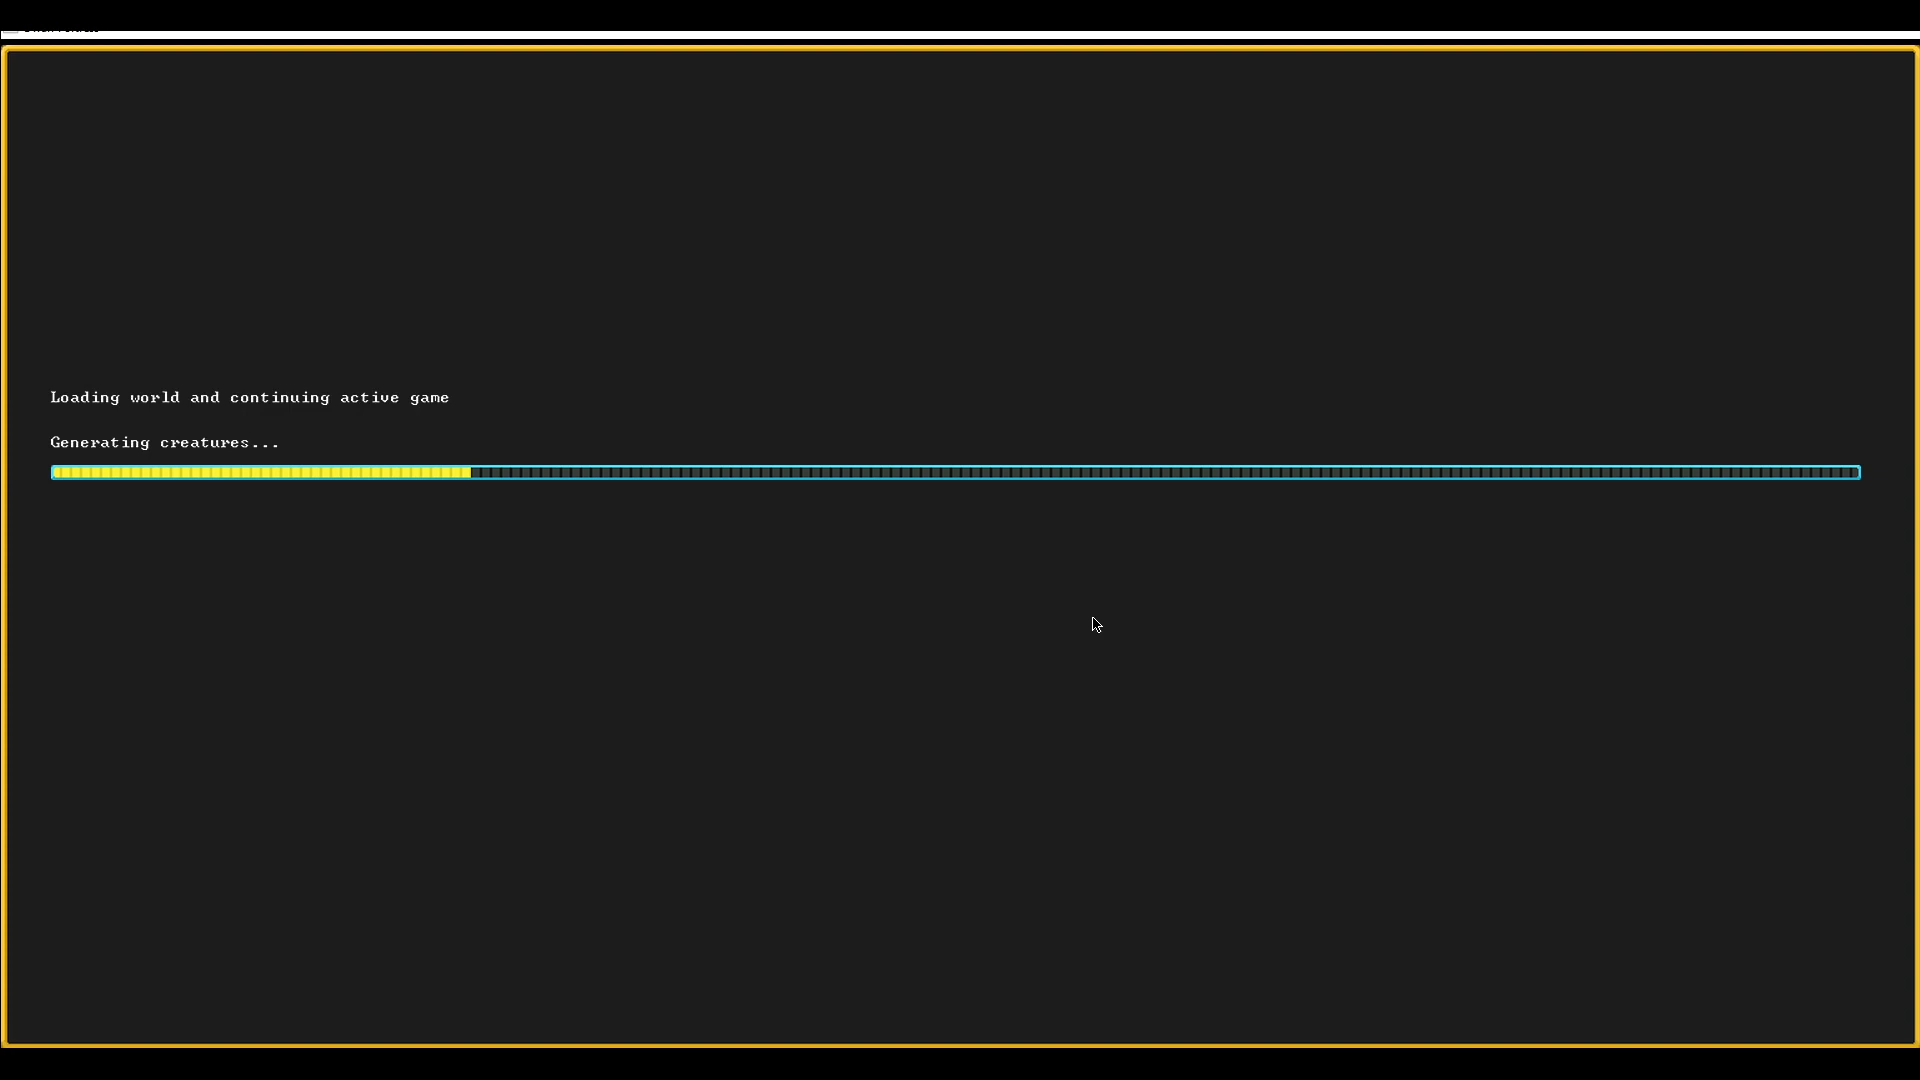 Loading world and continuing active game
Generating creatures...